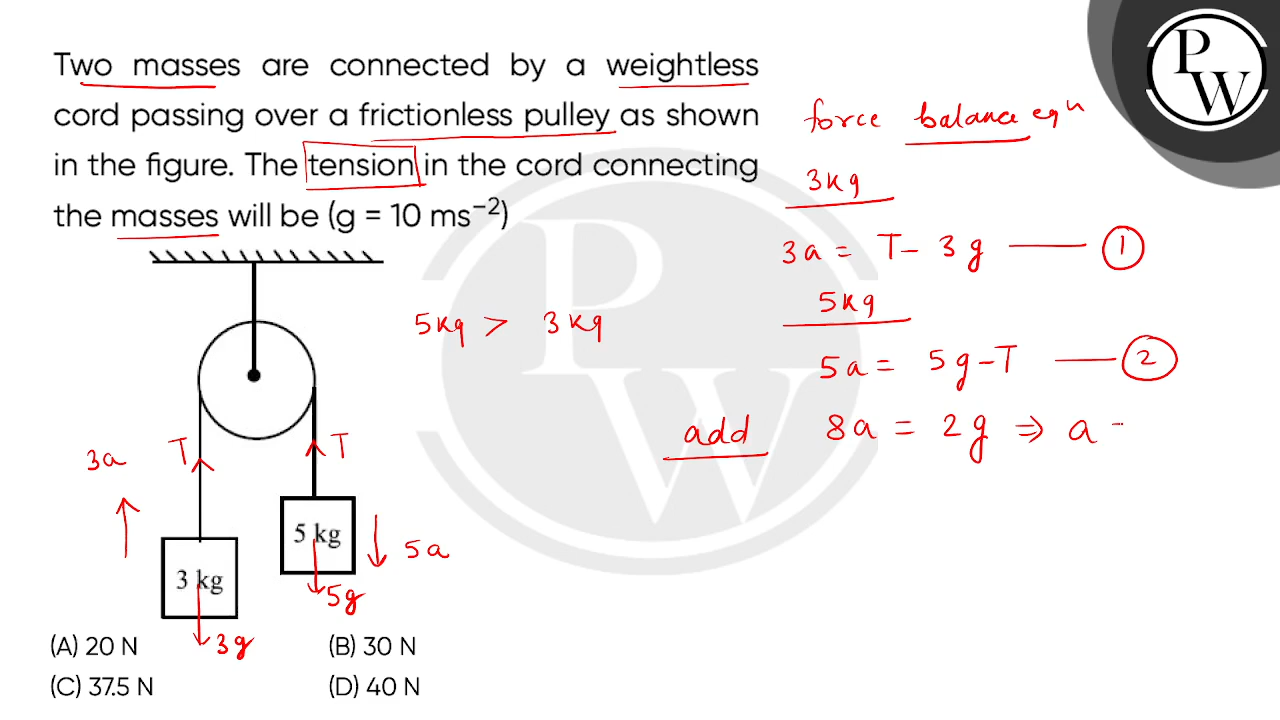 Two masses are connected by a weightless
cord passing over a frictionless pulley as shown
in the figure. The tension in the cord connecting
the masses will be (g = 10 ms⁻²)
T T
3a
3 kg
3g
5 kg
5g
5a
(A) 20 N (B) 30 N
(C) 37.5 N (D) 40 N
5kg > 3kg
PW
force balance eqⁿ
3kg
3a = T- 3g ①
5kg
5a = 5g-T ②
add 8a = 2g ⇒ a -
PW